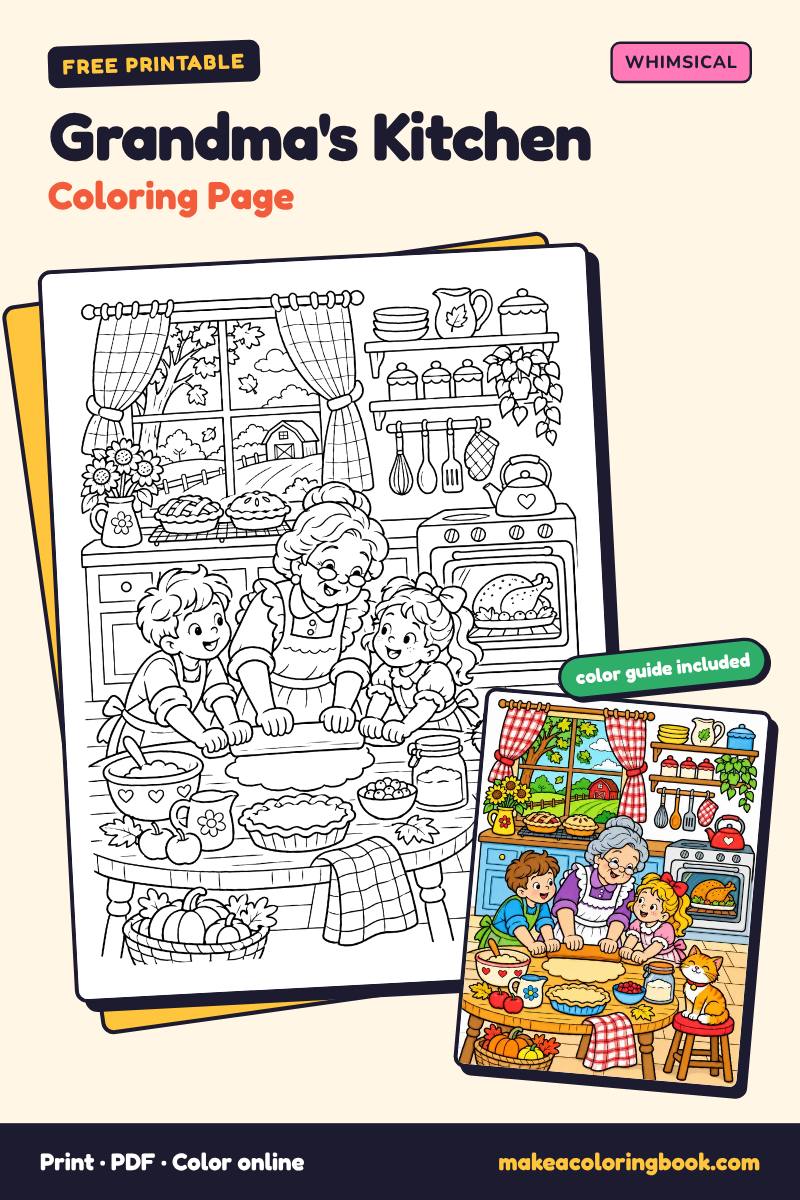 FREE PRINTABLE
WHIMSICAL
Grandma's Kitchen
Coloring Page
color guide included
Print · PDF · Color online
makeacoloringbook.com